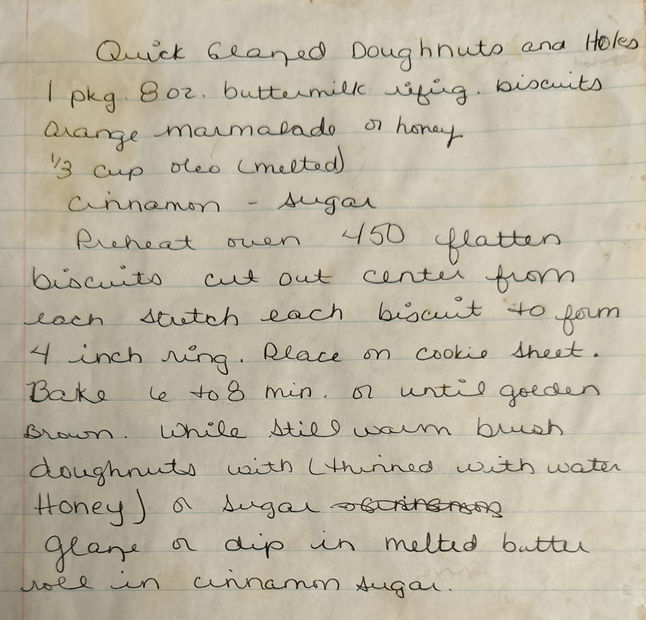 Quick Glazed Doughnuts and Holes
1 pkg. 8 oz. buttermilk rifrig. biscuits
Orange marmalade or honey
1/3 cup oleo (melted)
Cinnamon - sugar
Preheat oven 450 flatten
biscuits cut out center from
each stretch each biscuit to form
4 inch ring. Place on cookie sheet.
Bake 6 to 8 min. or until golden
Brown. While still warm brush
doughnuts with (thinned with water
Honey) or sugar
glaze or dip in melted butter
roll in cinnamon sugar.